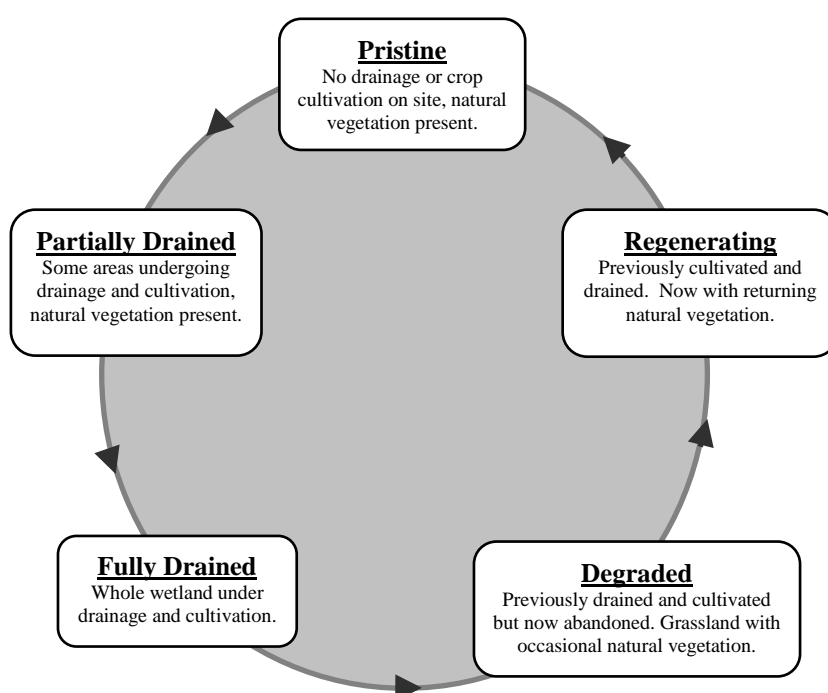 Pristine
No drainage or crop
cultivation on site, natural
vegetation present.
Partially Drained
Some areas undergoing
drainage and cultivation,
natural vegetation present.
Regenerating
Previously cultivated and
drained.  Now with returning
natural vegetation.
Fully Drained
Whole wetland under
drainage and cultivation.
Degraded
Previously drained and cultivated
but now abandoned. Grassland with
occasional natural vegetation.